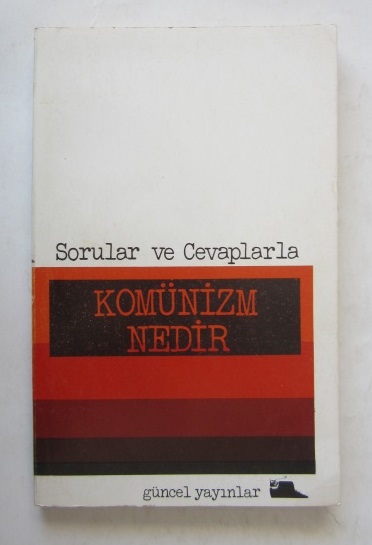 Sorular ve Cevaplarla
KOMÜNİZM
NEDİR
güncel yayınlar